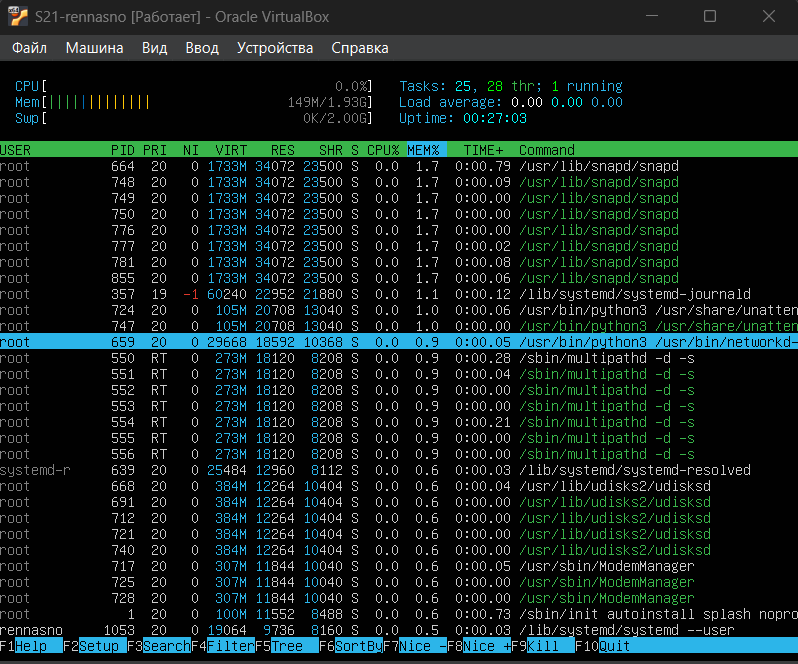 S21-rennasno [Работает] - Oracle VirtualBox
Файл Машина Вид Ввод Устройства Справка
CPU[ 0.0%] Tasks: 25, 28 thr; 1 running
Mem[||||||||||||| 149M/1.93G] Load average: 0.00 0.00 0.00
Swp[ 0K/2.00G] Uptime: 00:27:03
USER PID PRI NI VIRT RES SHR S CPU% MEM% TIME+ Command
root 664 20 0 1733M 34072 23500 S 0.0 1.7 0:00.79 /usr/lib/snapd/snapd
root 748 20 0 1733M 34072 23500 S 0.0 1.7 0:00.09 /usr/lib/snapd/snapd
root 749 20 0 1733M 34072 23500 S 0.0 1.7 0:00.00 /usr/lib/snapd/snapd
root 750 20 0 1733M 34072 23500 S 0.0 1.7 0:00.00 /usr/lib/snapd/snapd
root 776 20 0 1733M 34072 23500 S 0.0 1.7 0:00.00 /usr/lib/snapd/snapd
root 777 20 0 1733M 34072 23500 S 0.0 1.7 0:00.02 /usr/lib/snapd/snapd
root 781 20 0 1733M 34072 23500 S 0.0 1.7 0:00.08 /usr/lib/snapd/snapd
root 855 20 0 1733M 34072 23500 S 0.0 1.7 0:00.06 /usr/lib/snapd/snapd
root 357 19 -1 60240 22952 21880 S 0.0 1.1 0:00.12 /lib/systemd/systemd-journald
root 724 20 0 105M 20708 13040 S 0.0 1.0 0:00.06 /usr/bin/python3 /usr/share/unatten
root 747 20 0 105M 20708 13040 S 0.0 1.0 0:00.00 /usr/bin/python3 /usr/share/unatten
root 659 20 0 29668 18592 10368 S 0.0 0.9 0:00.05 /usr/bin/python3 /usr/bin/networkd-
root 550 RT 0 273M 18120 8208 S 0.0 0.9 0:00.28 /sbin/multipathd -d -s
root 551 RT 0 273M 18120 8208 S 0.0 0.9 0:00.04 /sbin/multipathd -d -s
root 552 RT 0 273M 18120 8208 S 0.0 0.9 0:00.00 /sbin/multipathd -d -s
root 553 RT 0 273M 18120 8208 S 0.0 0.9 0:00.00 /sbin/multipathd -d -s
root 554 RT 0 273M 18120 8208 S 0.0 0.9 0:00.21 /sbin/multipathd -d -s
root 555 RT 0 273M 18120 8208 S 0.0 0.9 0:00.00 /sbin/multipathd -d -s
root 556 RT 0 273M 18120 8208 S 0.0 0.9 0:00.00 /sbin/multipathd -d -s
systemd-r 639 20 0 25484 12960 8112 S 0.0 0.6 0:00.03 /lib/systemd/systemd-resolved
root 668 20 0 384M 12264 10404 S 0.0 0.6 0:00.04 /usr/lib/udisks2/udisksd
root 691 20 0 384M 12264 10404 S 0.0 0.6 0:00.00 /usr/lib/udisks2/udisksd
root 712 20 0 384M 12264 10404 S 0.0 0.6 0:00.00 /usr/lib/udisks2/udisksd
root 721 20 0 384M 12264 10404 S 0.0 0.6 0:00.00 /usr/lib/udisks2/udisksd
root 740 20 0 384M 12264 10404 S 0.0 0.6 0:00.00 /usr/lib/udisks2/udisksd
root 717 20 0 307M 11844 10040 S 0.0 0.6 0:00.05 /usr/sbin/ModemManager
root 725 20 0 307M 11844 10040 S 0.0 0.6 0:00.00 /usr/sbin/ModemManager
root 728 20 0 307M 11844 10040 S 0.0 0.6 0:00.00 /usr/sbin/ModemManager
root 1 20 0 100M 11552 8488 S 0.0 0.6 0:00.73 /sbin/init autoinstall splash nopro
rennasno 1053 20 0 19064 9736 8160 S 0.0 0.5 0:00.03 /lib/systemd/systemd --user
F1Help F2Setup F3SearchF4FilterF5Tree F6SortByF7Nice -F8Nice +F9Kill F10Quit